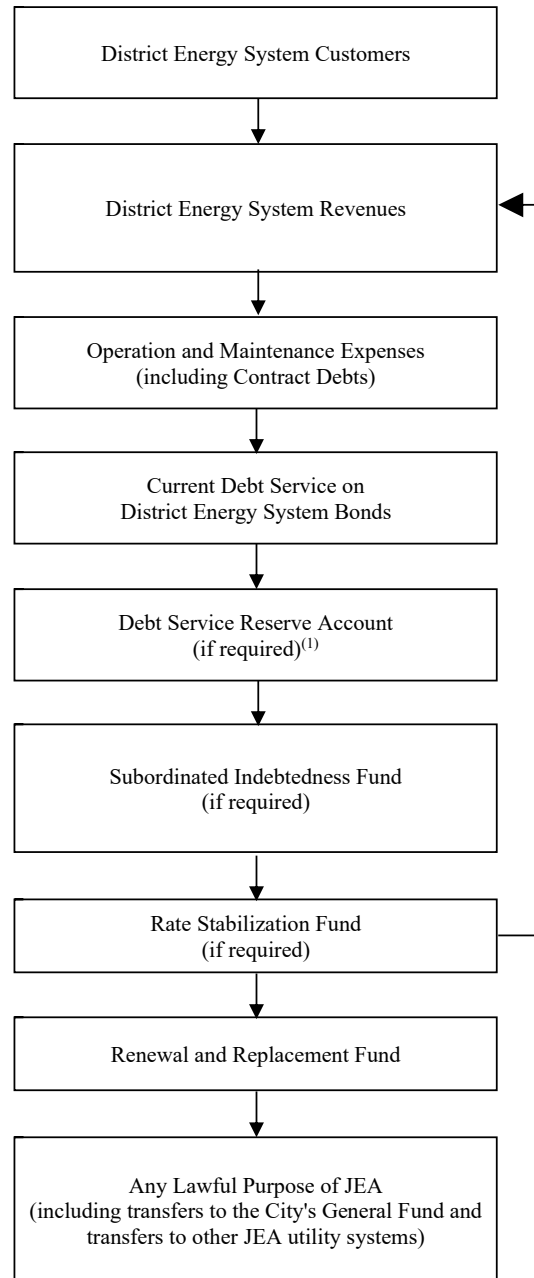 District Energy System Customers
District Energy System Revenues
Operation and Maintenance Expenses
(including Contract Debts)
Current Debt Service on
District Energy System Bonds
Debt Service Reserve Account
(if required)(1)
Subordinated Indebtedness Fund
(if required)
Rate Stabilization Fund
(if required)
Renewal and Replacement Fund
Any Lawful Purpose of JEA
(including transfers to the City's General Fund and
transfers to other JEA utility systems)